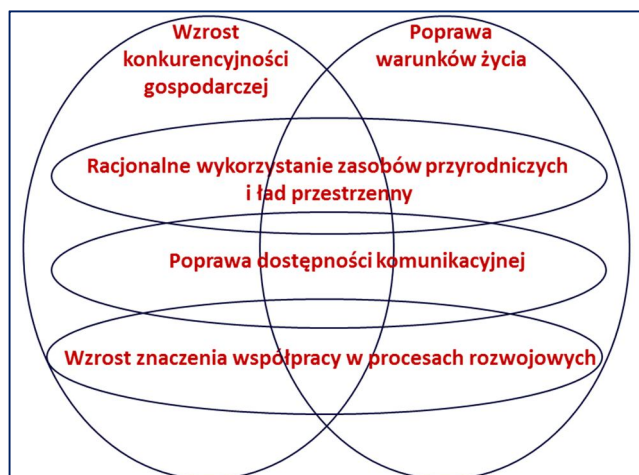 Wzrost
konkurencyjności
gospodarczej
Poprawa
warunków życia
Racjonalne wykorzystanie zasobów przyrodniczych
i ład przestrzenny
Poprawa dostępności komunikacyjnej
Wzrost znaczenia współpracy w procesach rozwojowych